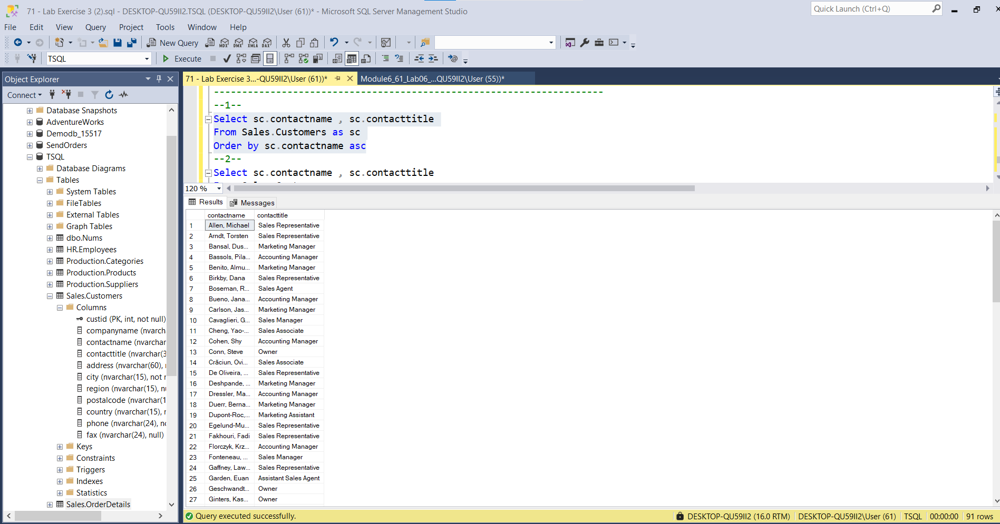 71 - Lab Exercise 3 (2).sql - DESKTOP-QU59II2.TSQL (DESKTOP-QU59II2\User (61))* - Microsoft SQL Server Management Studio
Quick Launch (Ctrl+Q)
File Edit View Query Project Tools Window Help
New Query MDX DMX XMLA DAX
TSQL Execute
Object Explorer
71 - Lab Exercise 3...-QU59II2\User (61))*
Module6_61_Lab06_...QU59II2\User (55))*
Connect
Database Snapshots
AdventureWorks
Demodb_15517
SendOrders
TSQL
Database Diagrams
Tables
System Tables
FileTables
External Tables
Graph Tables
dbo.Nums
HR.Employees
Production.Categories
Production.Products
Production.Suppliers
Sales.Customers
Columns
custid (PK, int, not null)
companyname (nvarch
contactname (nvarchar
contacttitle (nvarchar(3
address (nvarchar(60),
city (nvarchar(15), not
region (nvarchar(15),
postalcode (nvarchar(1
country (nvarchar(15),
phone (nvarchar(24),
fax (nvarchar(24), null)
Keys
Constraints
Triggers
Indexes
Statistics
Sales.OrderDetails
--1--
Select sc.contactname , sc.contacttitle
From Sales.Customers as sc
Order by sc.contactname asc
--2--
Select sc.contactname , sc.contacttitle
120 %
Results Messages
contactname contacttitle
1 Allen, Michael Sales Representative
2 Arndt, Torsten Sales Representative
3 Bansal, Dus... Marketing Manager
4 Bassols, Pila... Accounting Manager
5 Benito, Almu... Marketing Manager
6 Birkby, Dana Sales Representative
7 Boseman, R... Sales Agent
8 Bueno, Jana... Accounting Manager
9 Carlson, Jas... Marketing Manager
10 Cavaglieri, G... Sales Manager
11 Cheng, Yao-... Sales Associate
12 Cohen, Shy Accounting Manager
13 Conn, Steve Owner
14 Crăciun, Ovi... Sales Associate
15 De Oliveira, ... Sales Representative
16 Deshpande, ... Marketing Manager
17 Dressler, Ma... Accounting Manager
18 Duerr, Berna... Marketing Manager
19 Dupont-Roc,... Marketing Assistant
20 Egelund-Mu... Sales Representative
21 Fakhouri, Fadi Sales Representative
22 Florczyk, Krz... Accounting Manager
23 Fonteneau, ... Sales Manager
24 Gaffney, Law... Sales Representative
25 Garden, Euan Assistant Sales Agent
26 Geschwandt... Owner
27 Ginters, Kas... Owner
Query executed successfully.
DESKTOP-QU59II2 (16.0 RTM) DESKTOP-QU59II2\User (61) TSQL 00:00:00 91 rows